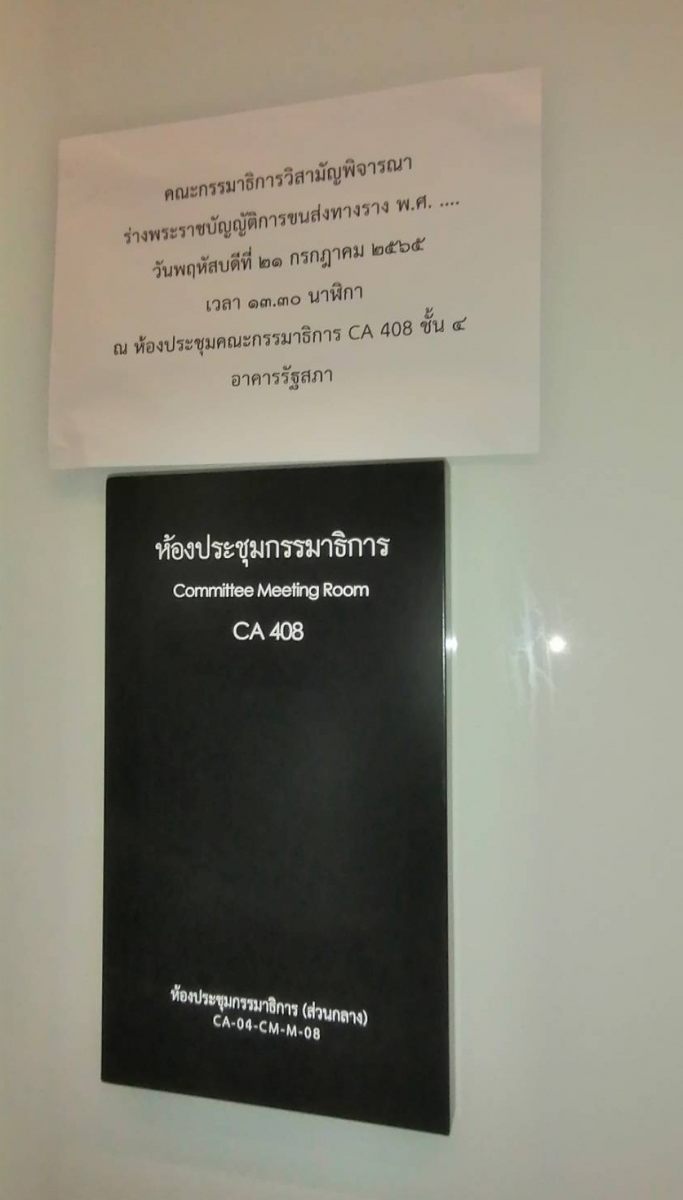 คณะกรรมาธิการวิสามัญพิจารณา
ร่างพระราชบัญญัติการขนส่งทางราง พ.ศ. ....
วันพฤหัสบดีที่ ๒๑ กรกฎาคม ๒๕๖๕
เวลา ๑๓.๓๐ นาฬิกา
ณ ห้องประชุมคณะกรรมาธิการ CA 408 ชั้น ๔
อาคารรัฐสภา
ห้องประชุมกรรมาธิการ
Committee Meeting Room
CA 408
ห้องประชุมกรรมาธิการ (ส่วนกลาง)
CA-04-CM-M-08